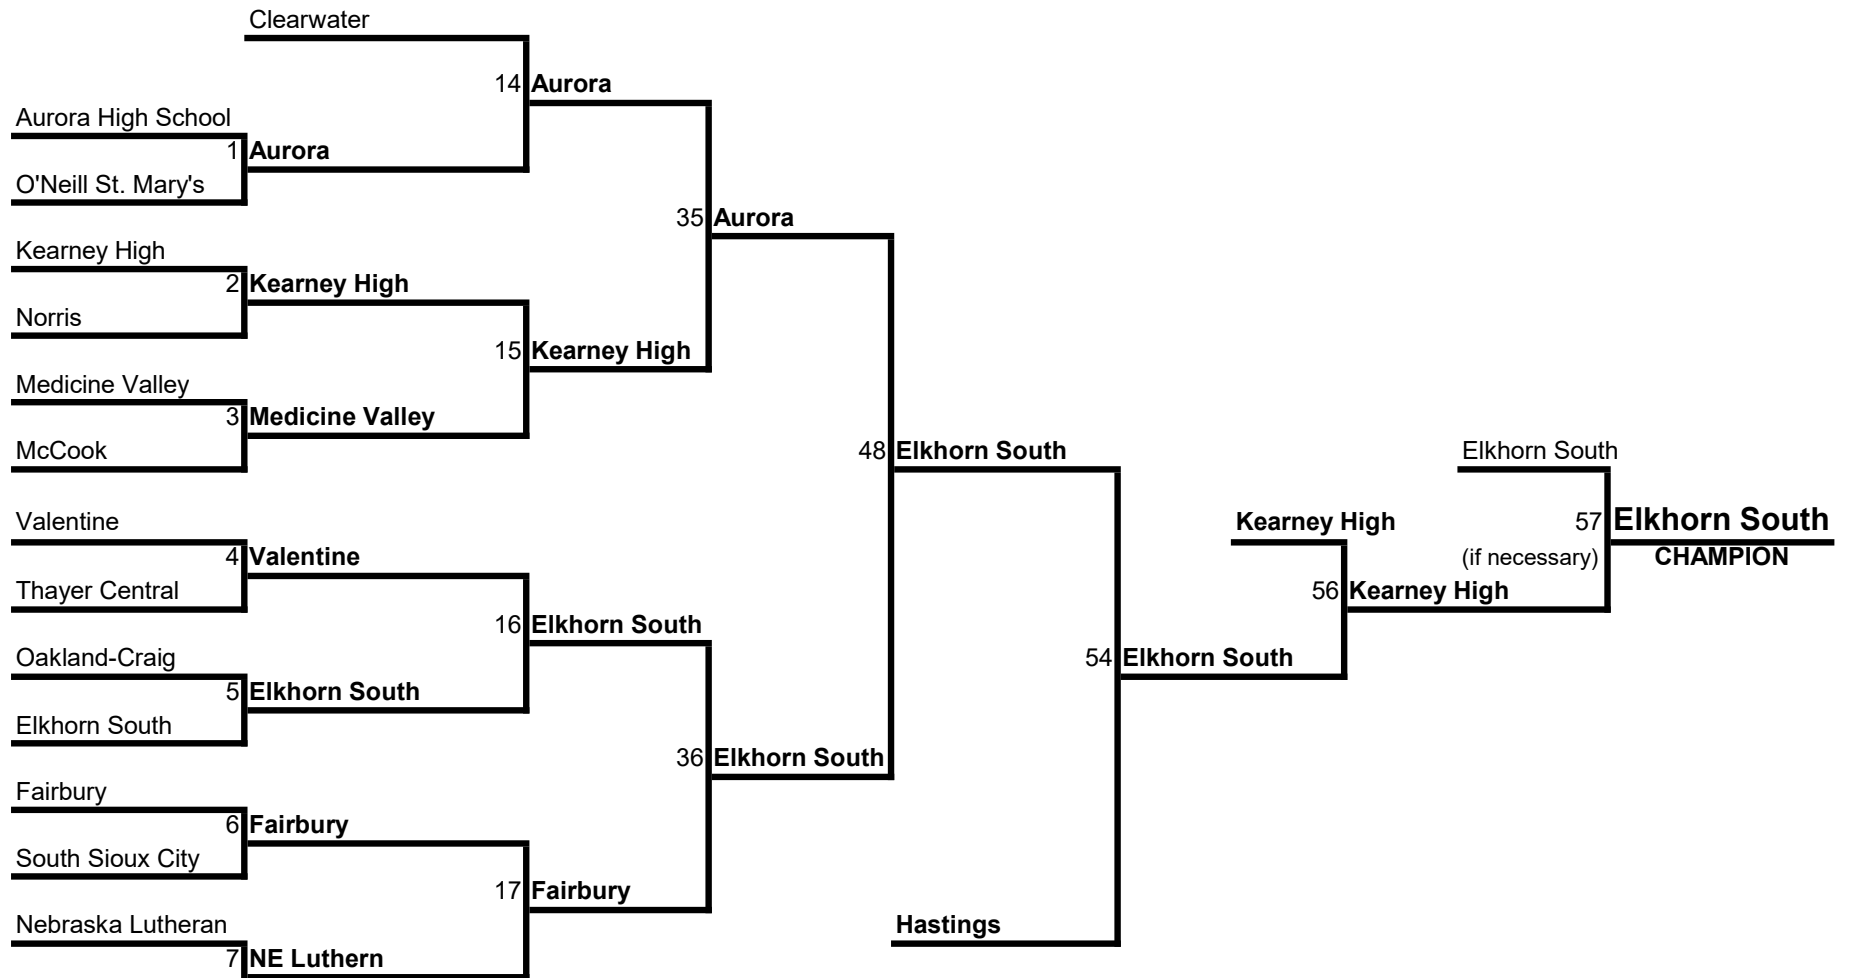 Clearwater
14 Aurora
Aurora High School
1 Aurora
O'Neill St. Mary's
35 Aurora
Kearney High
2 Kearney High
Norris
15 Kearney High
Medicine Valley
3 Medicine Valley
McCook
48 Elkhorn South
Elkhorn South
Valentine
Kearney High
57 Elkhorn South
4 Valentine
(if necessary)
CHAMPION
Thayer Central
56 Kearney High
16 Elkhorn South
Oakland-Craig
54 Elkhorn South
5 Elkhorn South
Elkhorn South
36 Elkhorn South
Fairbury
6 Fairbury
South Sioux City
17 Fairbury
Nebraska Lutheran
Hastings
7 NE Luthern